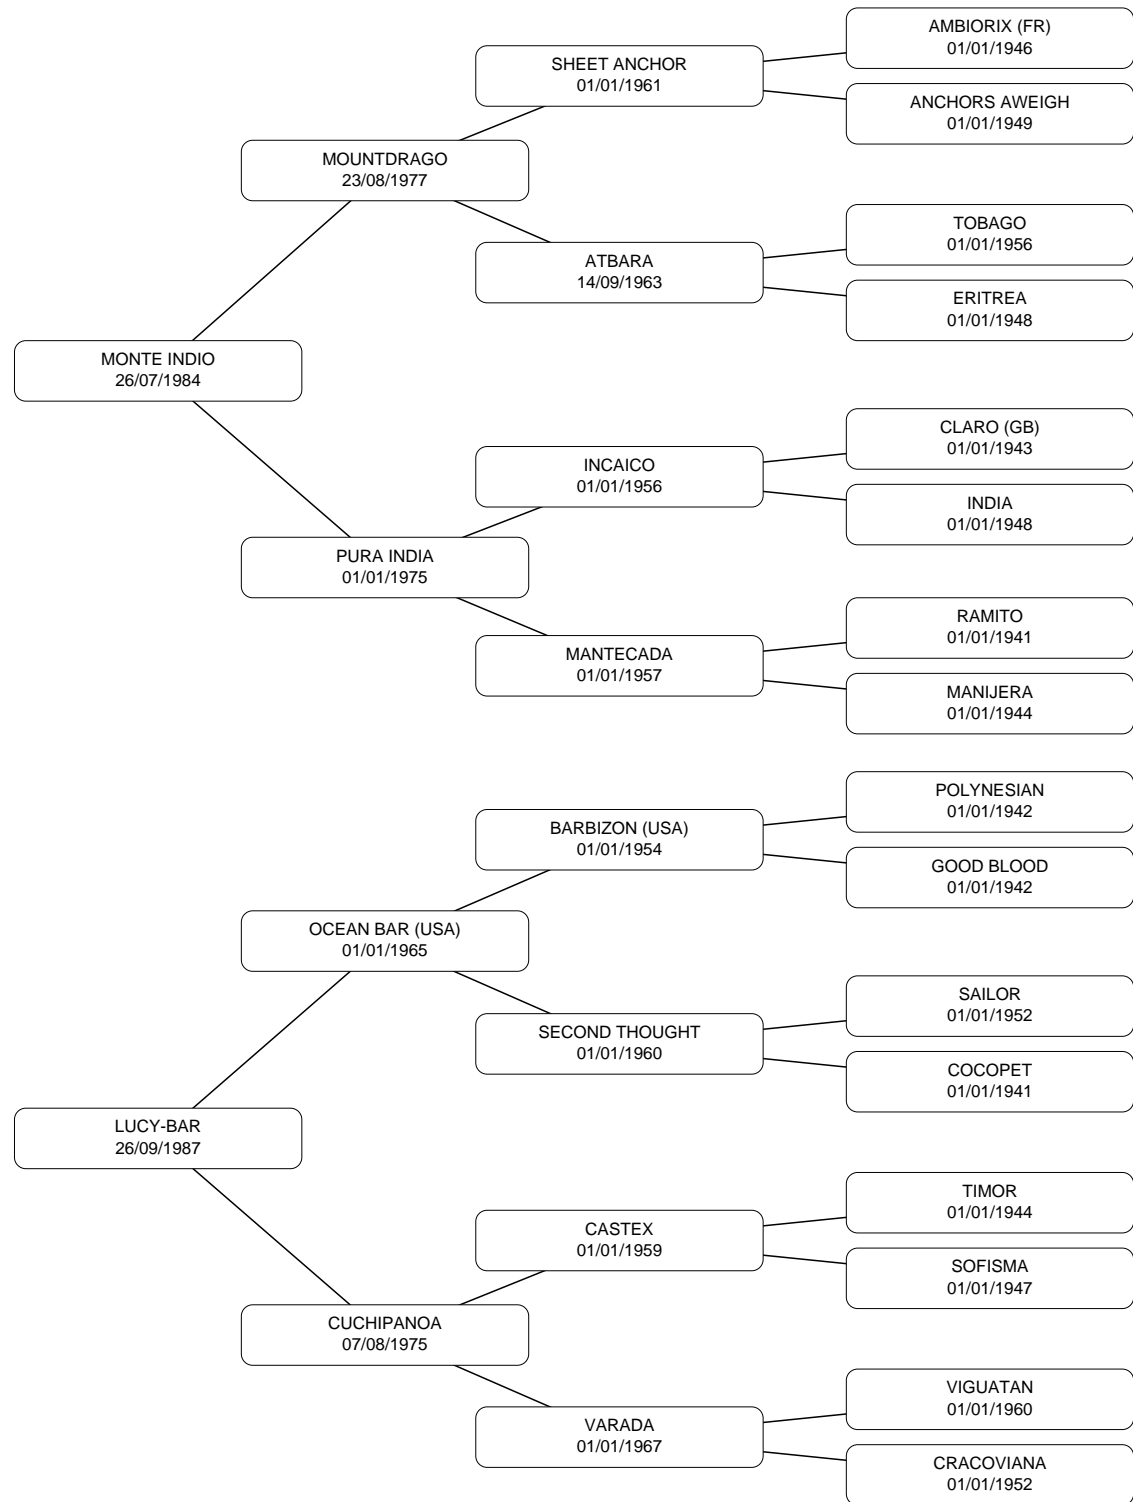 AMBIORIX (FR)
01/01/1946
SHEET ANCHOR
01/01/1961
ANCHORS AWEIGH
01/01/1949
MOUNTDRAGO
23/08/1977
TOBAGO
01/01/1956
ATBARA
14/09/1963
ERITREA
01/01/1948
MONTE INDIO
26/07/1984
CLARO (GB)
01/01/1943
INCAICO
01/01/1956
INDIA
01/01/1948
PURA INDIA
01/01/1975
RAMITO
01/01/1941
MANTECADA
01/01/1957
MANIJERA
01/01/1944
POLYNESIAN
01/01/1942
BARBIZON (USA)
01/01/1954
GOOD BLOOD
01/01/1942
OCEAN BAR (USA)
01/01/1965
SAILOR
01/01/1952
SECOND THOUGHT
01/01/1960
COCOPET
01/01/1941
LUCY-BAR
26/09/1987
TIMOR
01/01/1944
CASTEX
01/01/1959
SOFISMA
01/01/1947
CUCHIPANOA
07/08/1975
VIGUATAN
01/01/1960
VARADA
01/01/1967
CRACOVIANA
01/01/1952